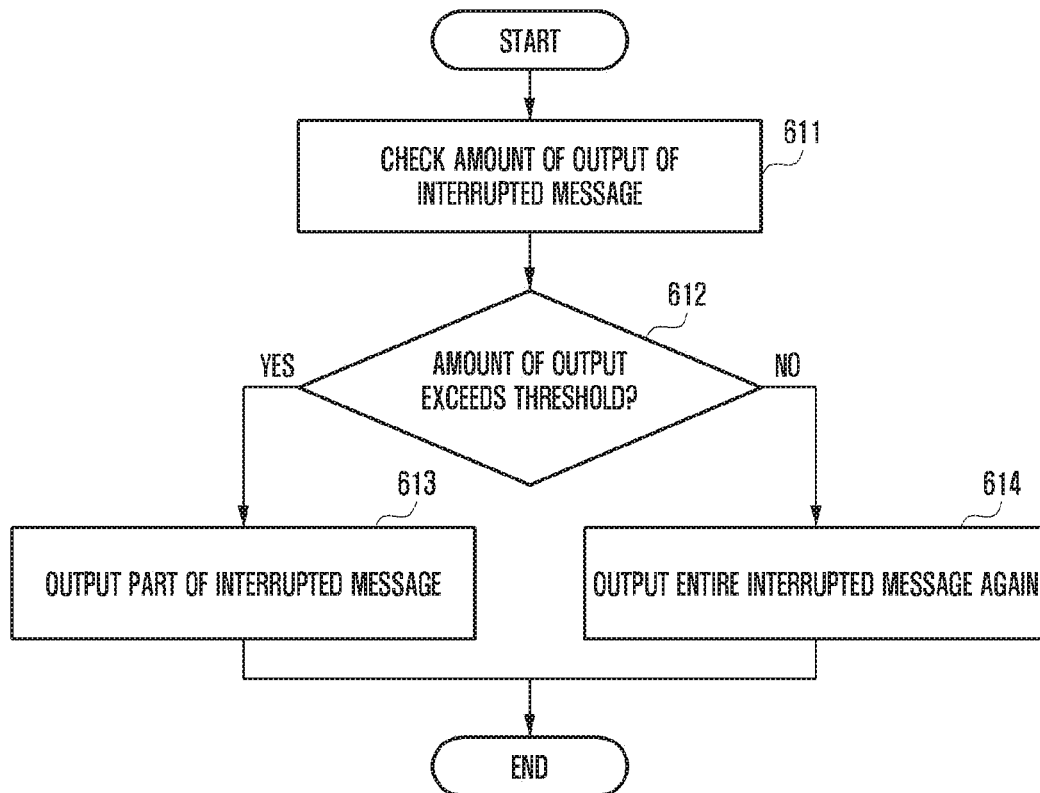 START
611
CHECK AMOUNT OF OUTPUT OF
INTERRUPTED MESSAGE
612
YES
AMOUNT OF OUTPUT
EXCEEDS THRESHOLD?
NO
613
614
OUTPUT PART OF INTERRUPTED MESSAGE
OUTPUT ENTIRE INTERRUPTED MESSAGE AGAIN
END